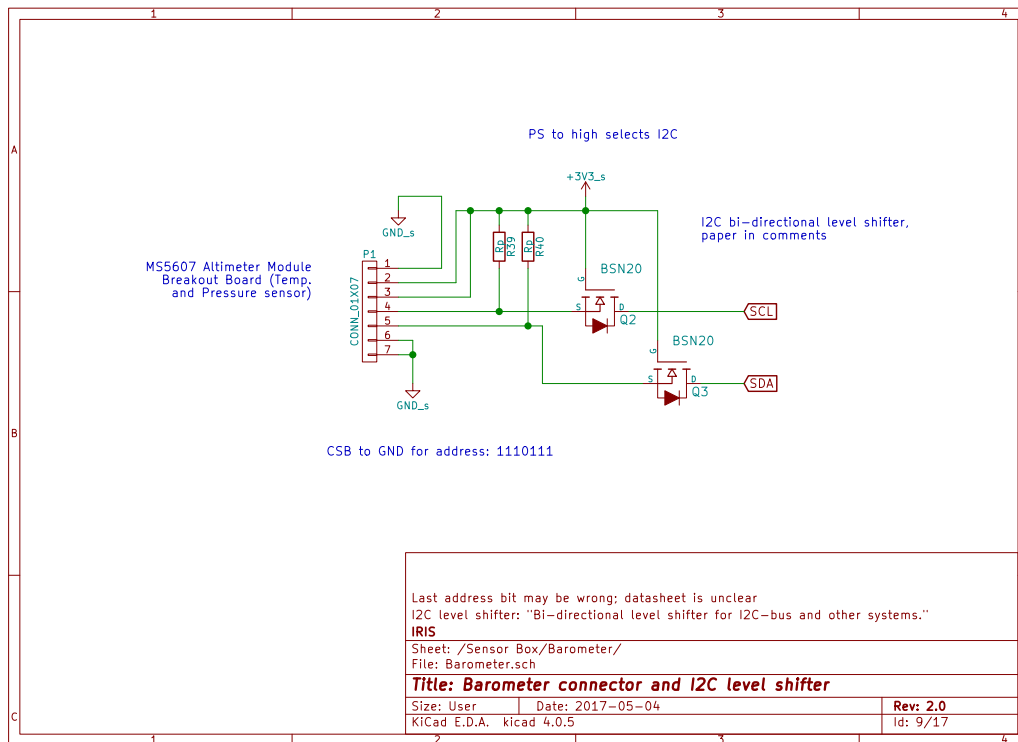 1 2 3 4
A
PS to high selects I2C
+3V3_s
I2C bi-directional level shifter,
paper in comments
GND_s
Rp R39
Rp R40
P1
MS5607 Altimeter Module
Breakout Board (Temp.
and Pressure sensor)
CONN_01X07
1
2
3
4
5
6
7
BSN20
G
S
D
Q2
SCL
BSN20
G
S
D
Q3
SDA
GND_s
B
CSB to GND for address: 1110111
Last address bit may be wrong; datasheet is unclear
I2C level shifter: "Bi-directional level shifter for I2C-bus and other systems."
IRIS
Sheet: /Sensor Box/Barometer/
File: Barometer.sch
Title: Barometer connector and I2C level shifter
Size: User Date: 2017-05-04 Rev: 2.0
KiCad E.D.A. kicad 4.0.5 Id: 9/17
C
1 2 3 4